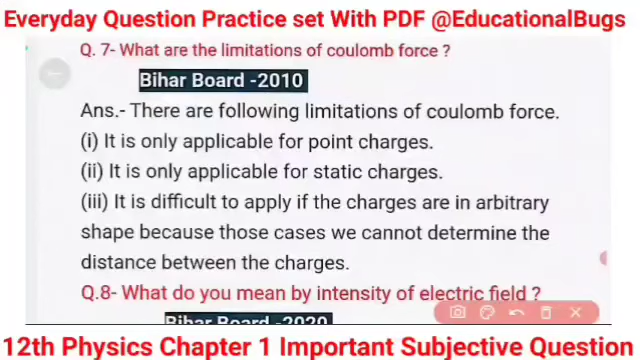 Everyday Question Practice set With PDF @EducationalBugs
Q. 7- What are the limitations of coulomb force ?
Bihar Board -2010
Ans.- There are following limitations of coulomb force.
(i) It is only applicable for point charges.
(ii) It is only applicable for static charges.
(iii) It is difficult to apply if the charges are in arbitrary
shape because those cases we cannot determine the
distance between the charges.
Q.8- What do you mean by intensity of electric field ?
Bihar Board -2020
12th Physics Chapter 1 Important Subjective Question